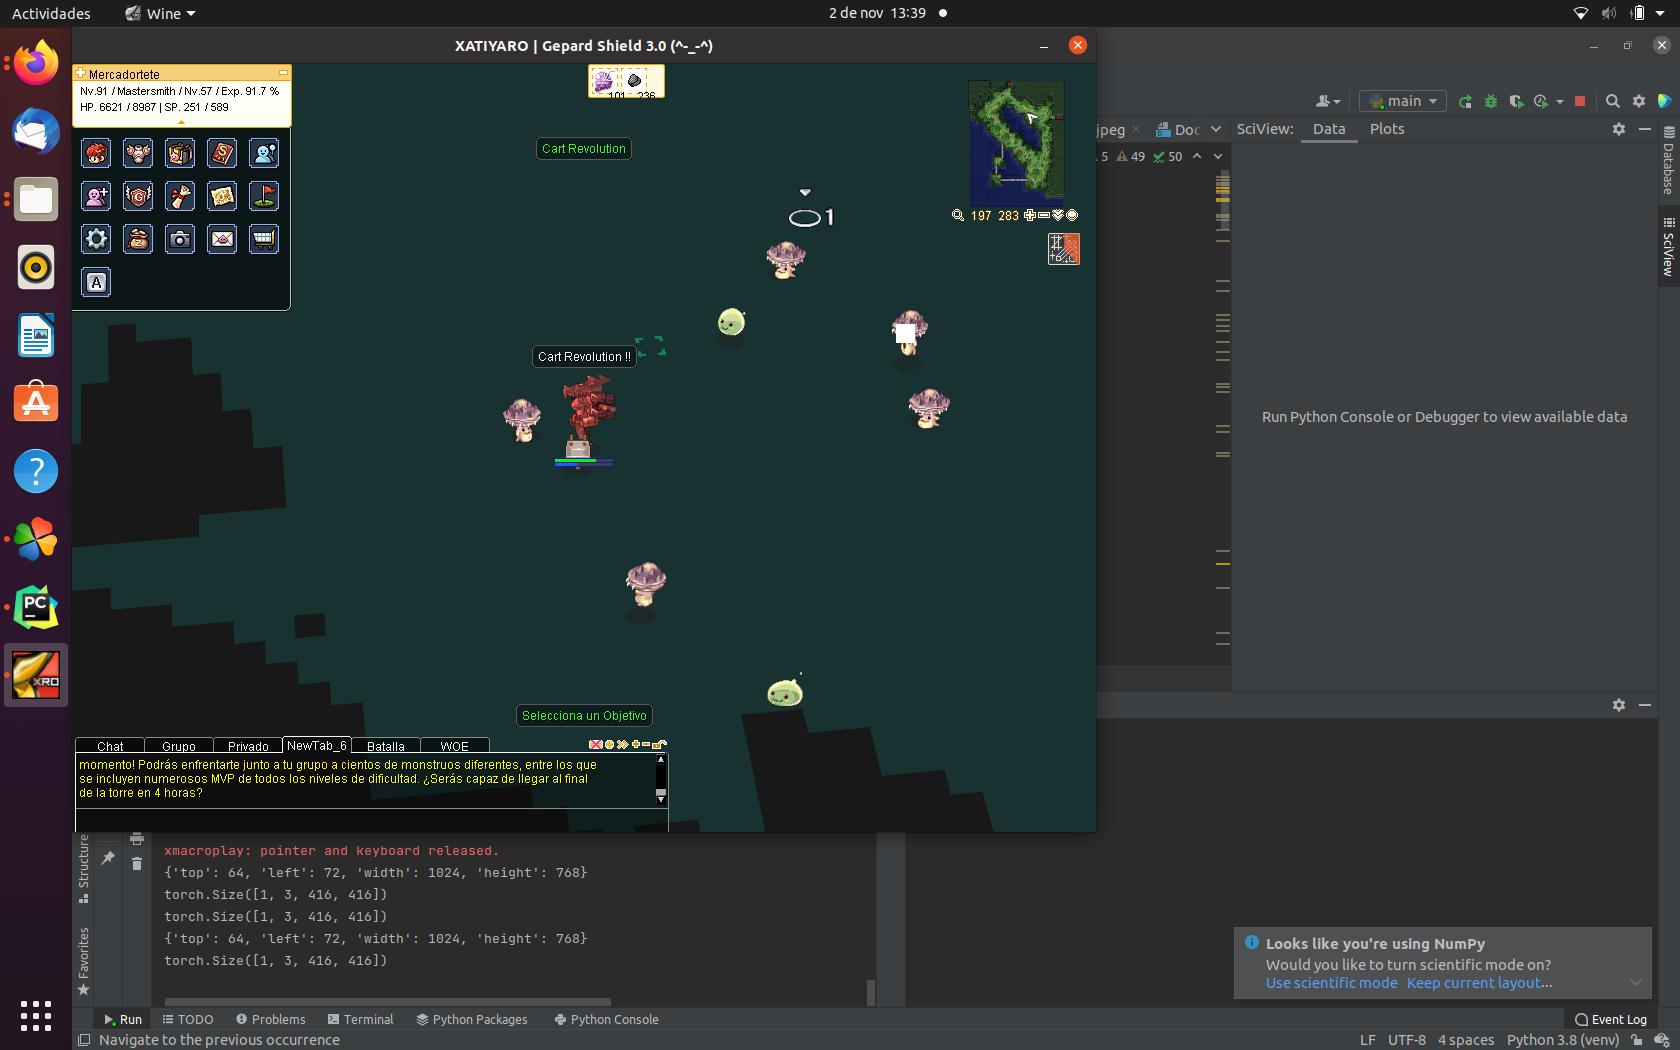 Actividades
Wine
2 de nov 13:39
XATIYARO | Gepard Shield 3.0 (^-_-^)
Mercadortete
Nv.91 / Mastersmith / Nv.57 / Exp. 91.7 %
HP. 6621 / 8987 | SP. 251 / 589
101 236
Cart Revolution
1
197 283
Cart Revolution !!
Selecciona un Objetivo
Chat Grupo Privado NewTab_6 Batalla WOE
momento! Podrás enfrentarte junto a tu grupo a cientos de monstruos diferentes, entre los que
se incluyen numerosos MVP de todos los niveles de dificultad. ¿Serás capaz de llegar al final
de la torre en 4 horas?
main
jpeg
Doc
SciView: Data Plots
5 49 50
Database
SciView
Run Python Console or Debugger to view available data
PC
XRO
A
G
S
?
xmacroplay: pointer and keyboard released.
{'top': 64, 'left': 72, 'width': 1024, 'height': 768}
torch.Size([1, 3, 416, 416])
torch.Size([1, 3, 416, 416])
{'top': 64, 'left': 72, 'width': 1024, 'height': 768}
torch.Size([1, 3, 416, 416])
Structure
Favorites
Looks like you're using NumPy
Would you like to turn scientific mode on?
Use scientific mode Keep current layout...
Run TODO Problems Terminal Python Packages Python Console
Event Log
Navigate to the previous occurrence
LF UTF-8 4 spaces Python 3.8 (venv)